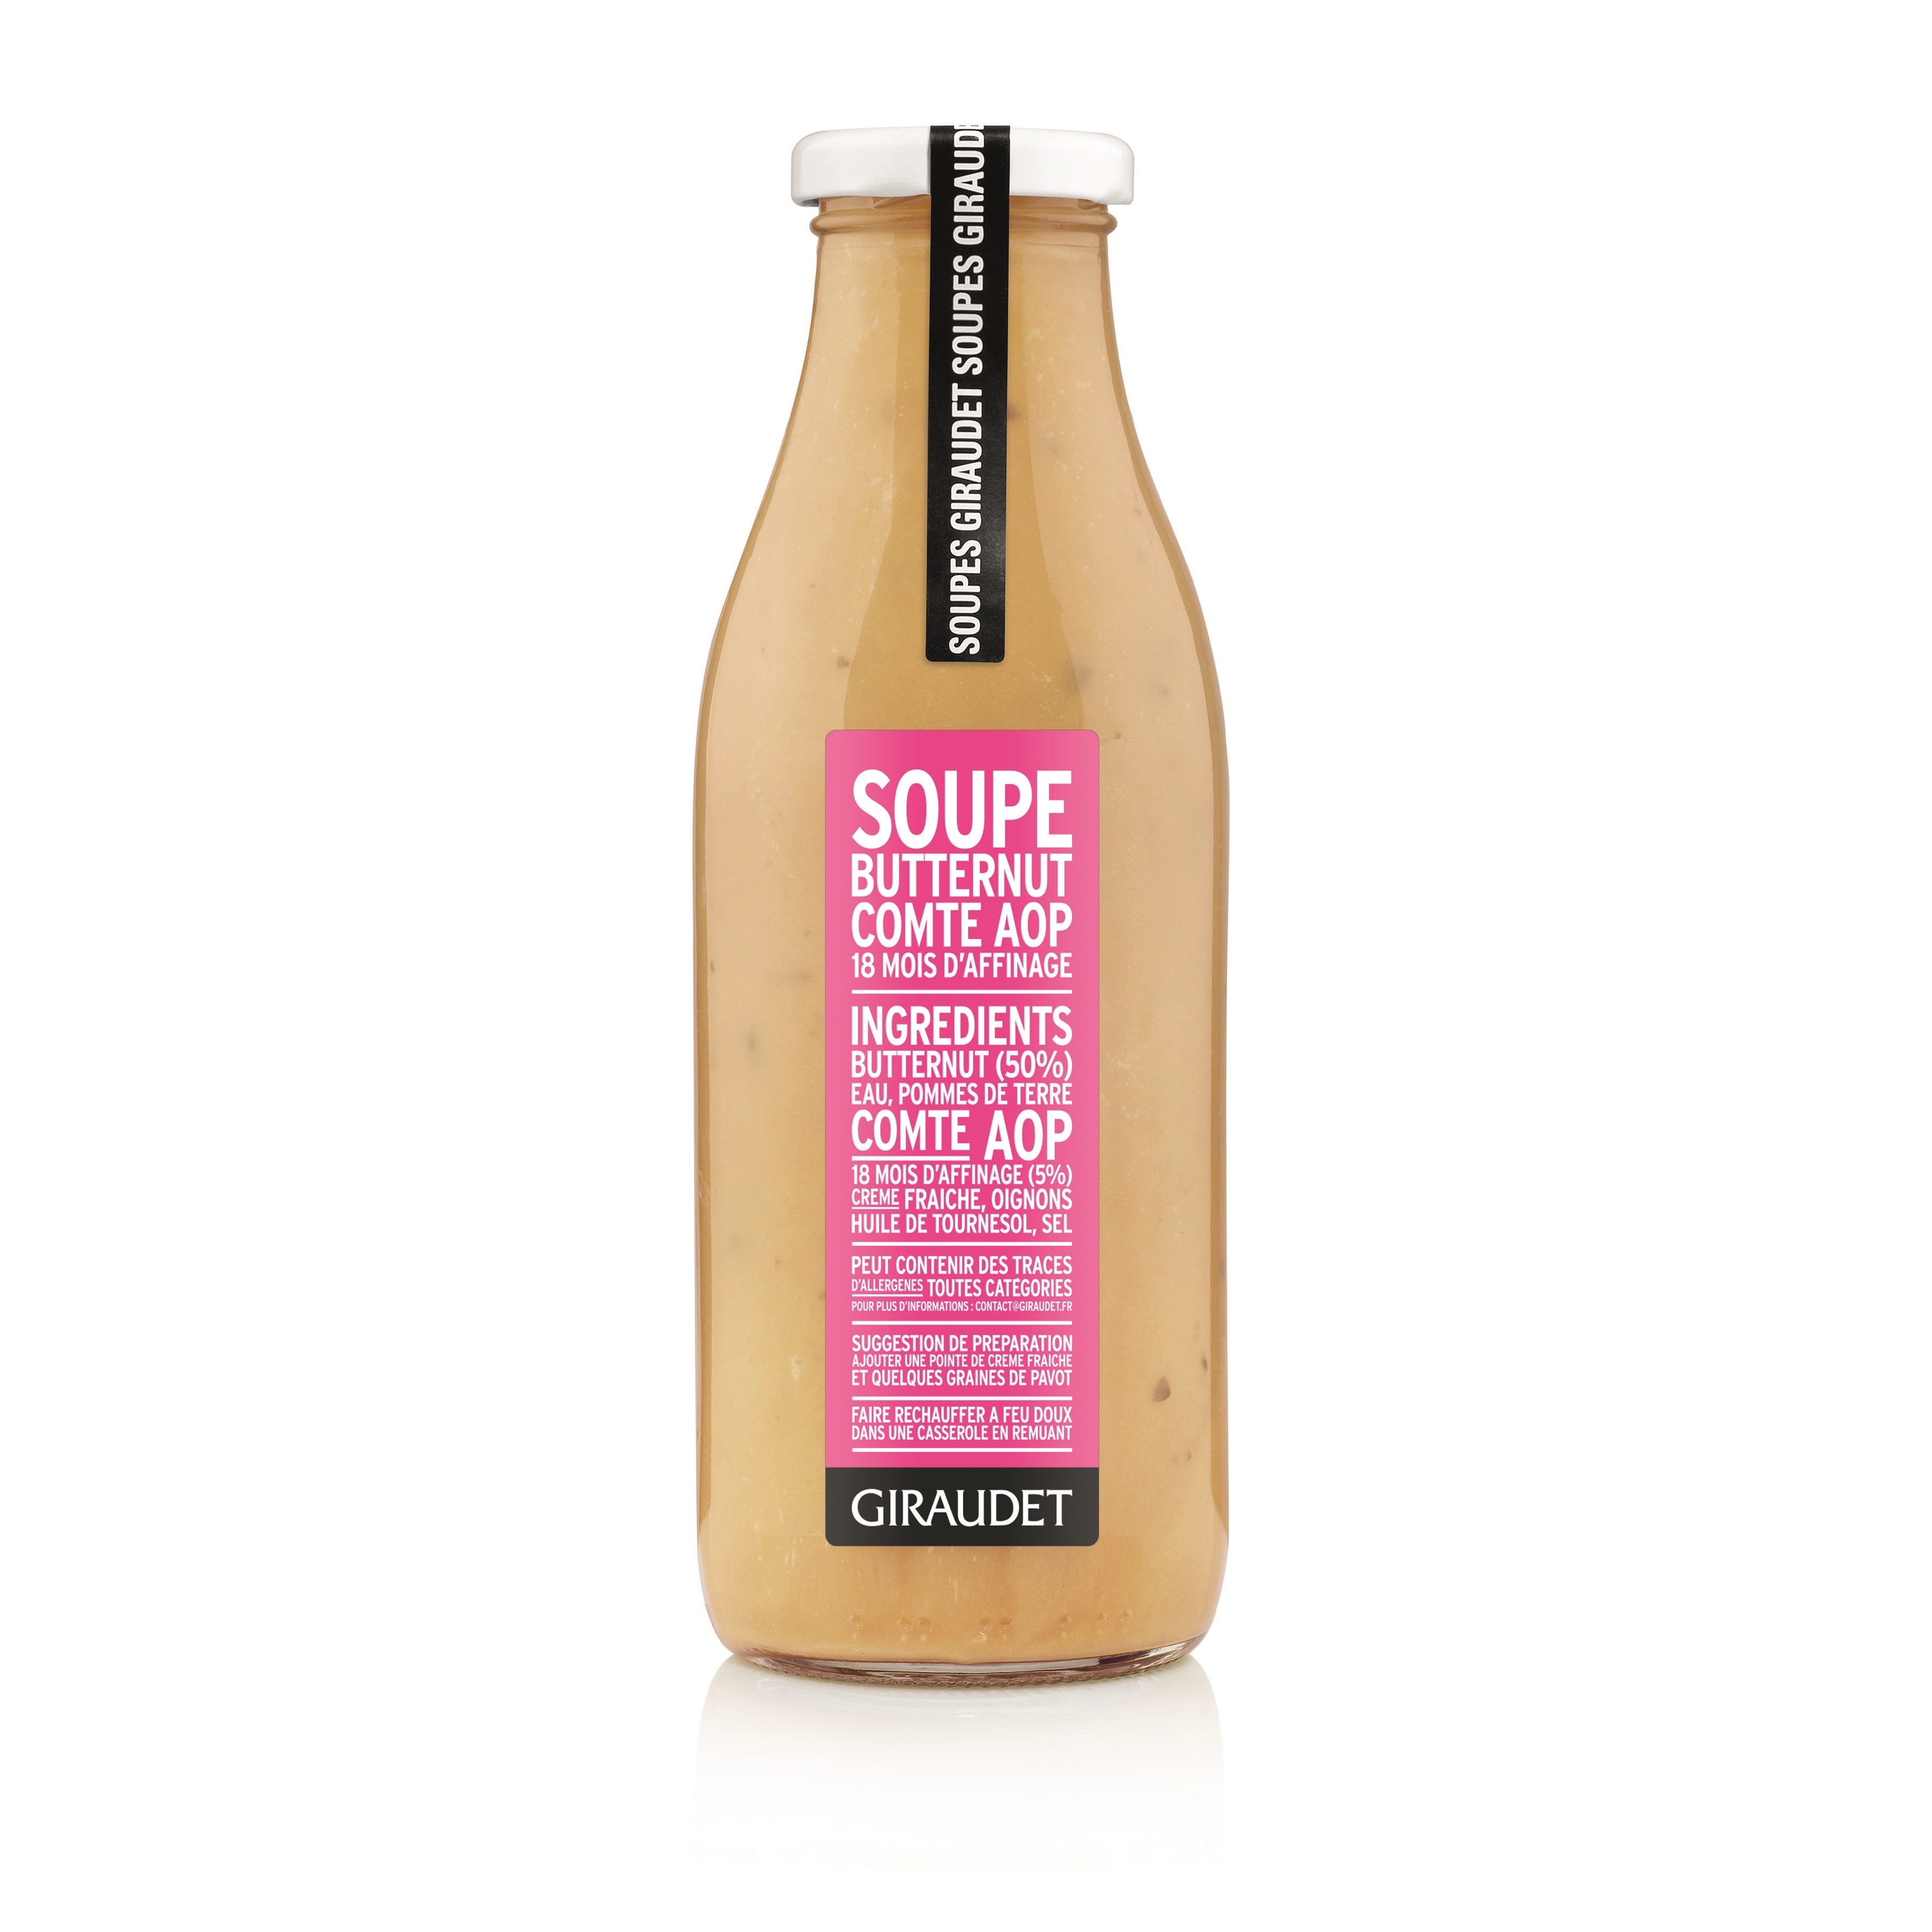 SOUPES GIRAUDET SOUPES GIRAUDE
SOUPE
BUTTERNUT
COMTE AOP
18 MOIS D'AFFINAGE
INGREDIENTS
BUTTERNUT (50%)
EAU, POMMES DE TERRE
COMTE AOP
18 MOIS D'AFFINAGE (5%)
CREME FRAICHE, OIGNONS
HUILE DE TOURNESOL, SEL
PEUT CONTENIR DES TRACES
D'ALLERGENES TOUTES CATÉGORIES
POUR PLUS D'INFORMATIONS : CONTACT@GIRAUDET.FR
SUGGESTION DE PREPARATION
AJOUTER UNE POINTE DE CREME FRAICHE
ET QUELQUES GRAINES DE PAVOT
FAIRE RECHAUFFER A FEU DOUX
DANS UNE CASSEROLE EN REMUANT
GIRAUDET